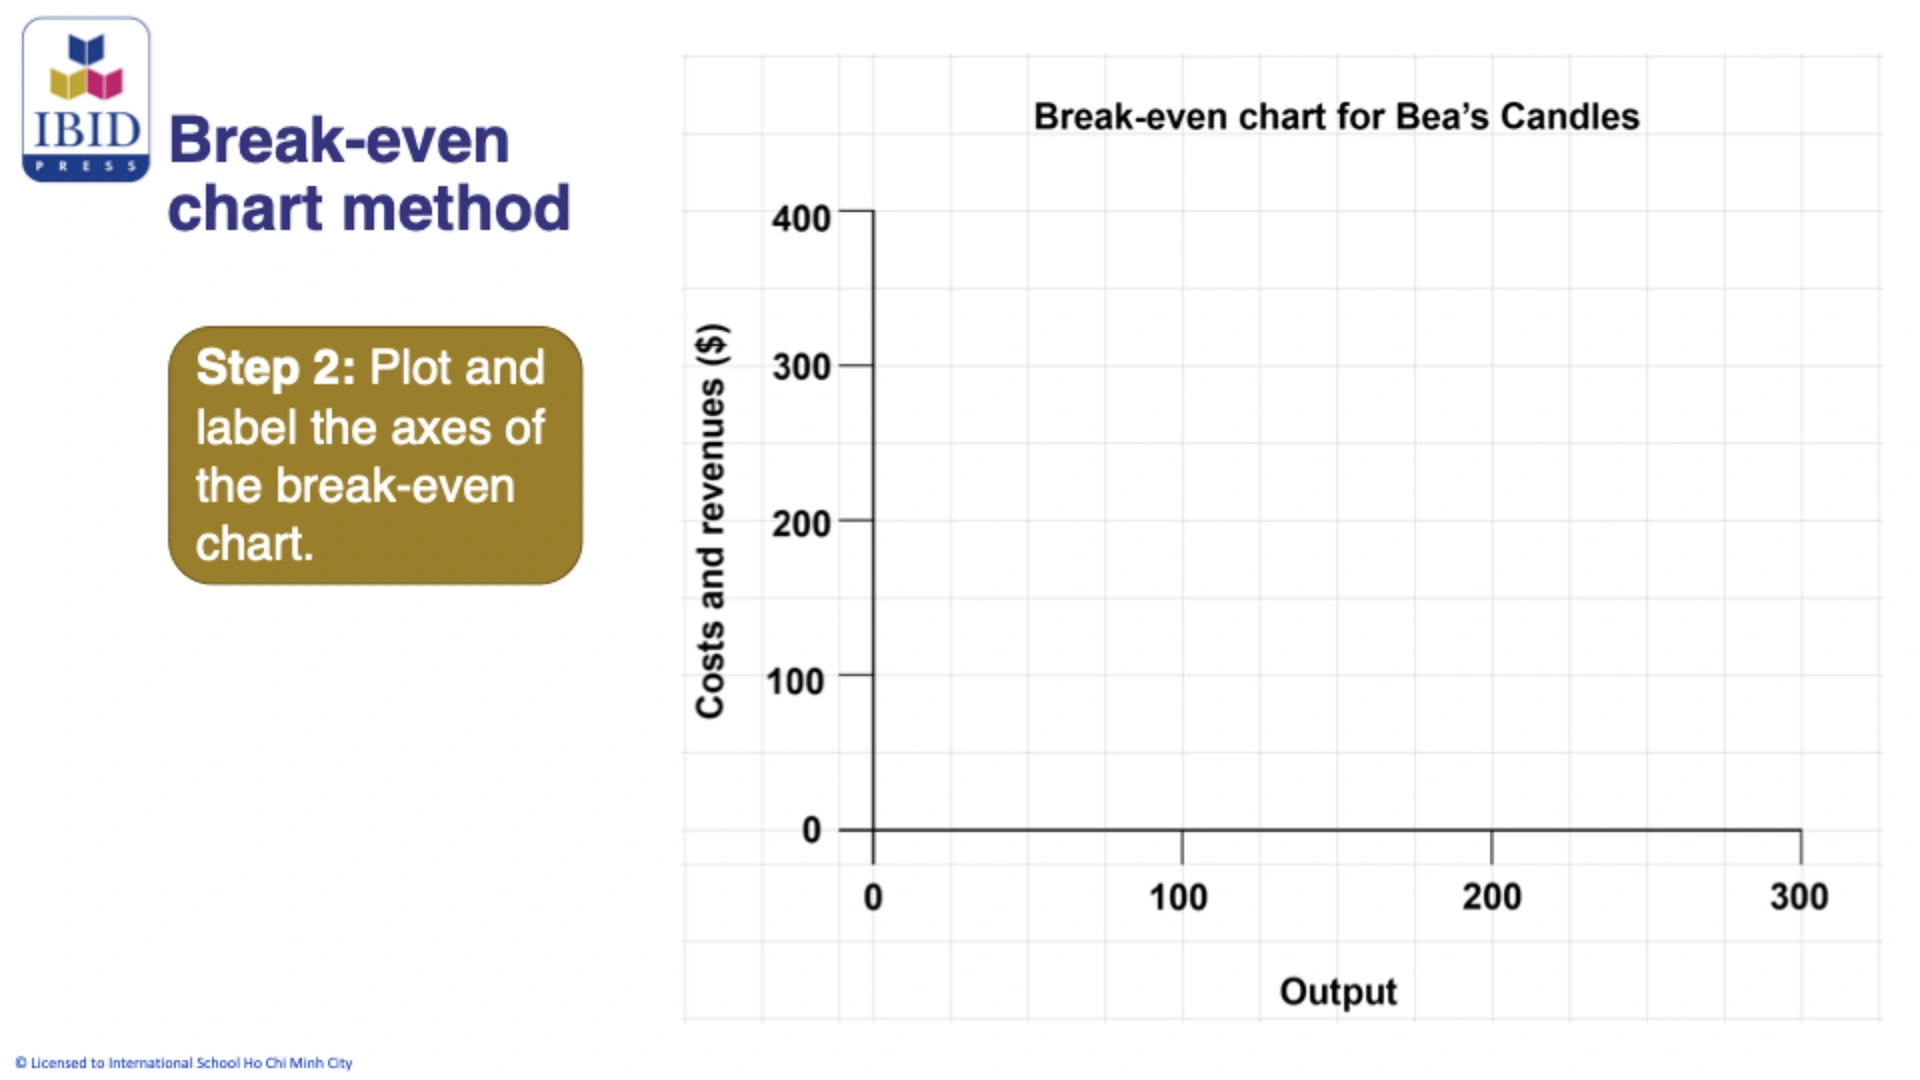 IBID
PRESS
Break-even
chart method
Step 2: Plot and
label the axes of
the break-even
chart.
Break-even chart for Bea's Candles
Costs and revenues ($)
400
300
200
100
0
0 100 200 300
Output
© Licensed to International School Ho Chi Minh City